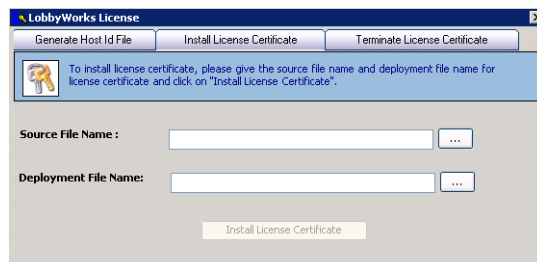 LobbyWorks License
Generate Host Id File Install License Certificate Terminate License Certificate
To install license certificate, please give the source file name and deployment file name for
license certificate and click on "Install License Certificate".
Source File Name :
...
Deployment File Name:
...
Install License Certificate